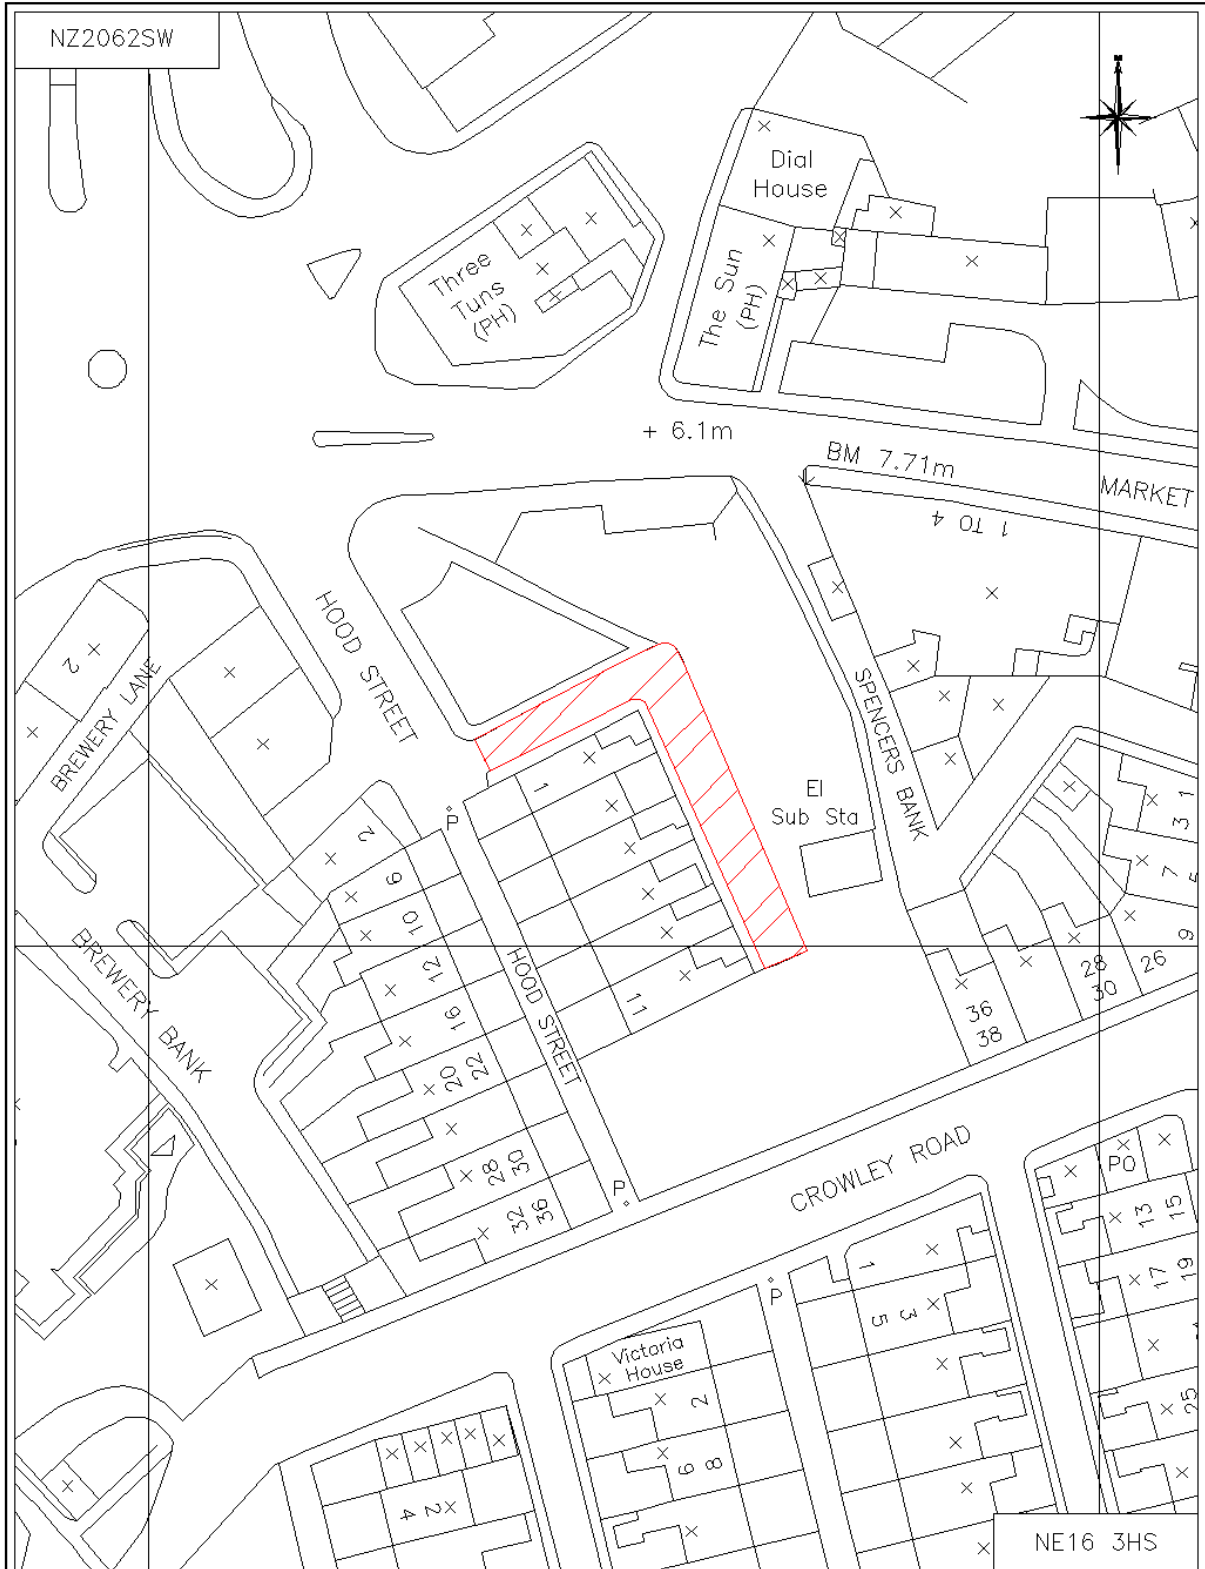 NZ2062SW
Dial
House
Three
Tuns
(PH)
The Sun
(PH)
+ 6.1m
BM 7.71m
MARKET
1 TO 4
HOOD STREET
2
BREWERY LANE
SPENCERS BANK
El
Sub Sta
1
P
2
6
10
12
16
20
22
28
30
32
36
P
11
HOOD STREET
BREWERY BANK
1
3
7
5
9
26
28
30
36
38
CROWLEY ROAD
PO
13
15
17
19
25
P
1
3
5
Victoria
House
2
6
8
2
4
NE16 3HS